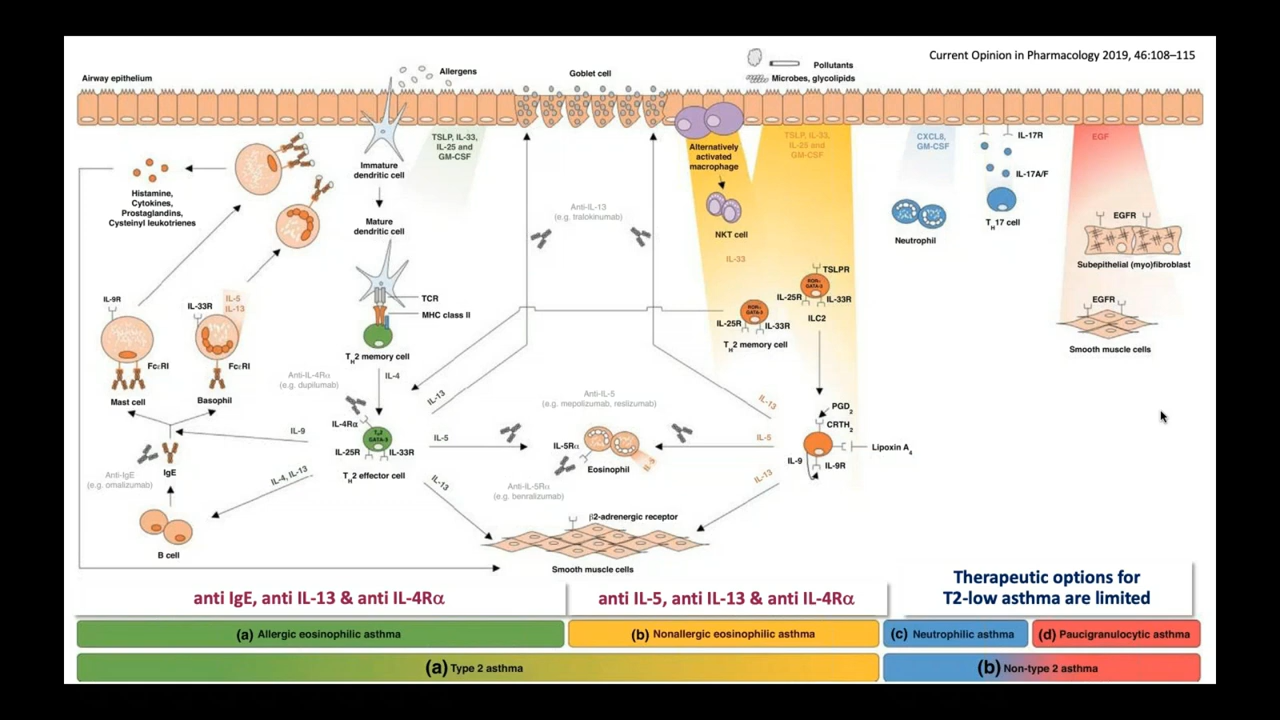 Current Opinion in Pharmacology 2019, 46:108–115
Airway epithelium
Allergens
Goblet cell
Pollutants
Microbes, glycolipids
TSLP, IL-33,
IL-25 and
GM-CSF
Immature
dendritic cell
Mature
dendritic cell
Histamine,
Cytokines,
Prostaglandins,
Cysteinyl leukotrienes
Anti-IL-13
(e.g. tralokinumab)
Alternatively
activated
macrophage
NKT cell
IL-33
TSLP, IL-33,
IL-25 and
GM-CSF
CXCL8,
GM-CSF
IL-17R
IL-17A/F
TH17 cell
Neutrophil
EGF
EGFR
Subepithelial (myo)fibroblast
EGFR
Smooth muscle cells
IL-9R
FcεRI
Mast cell
IL-33R
IL-5
IL-13
FcεRI
Basophil
TCR
MHC class II
TH2 memory cell
IL-4
Anti-IL-4Rα
(e.g. dupilumab)
IL-4Rα
TH2
GATA-3
IL-25R
IL-33R
TH2 effector cell
IL-13
IL-5
IL-13
IL-9
IL-4, IL-13
Anti-IgE
(e.g. omalizumab)
IgE
B cell
Anti-IL-5
(e.g. mepolizumab, reslizumab)
IL-5Rα
Eosinophil
IL-5
Anti-IL-5Rα
(e.g. benralizumab)
β2-adrenergic receptor
Smooth muscle cells
RORα
GATA-3
IL-25R
IL-33R
TH2 memory cell
TSLPR
RORα
GATA-3
IL-25R
IL-33R
ILC2
PGD2
CRTH2
Lipoxin A4
IL-9
IL-9R
IL-13
IL-5
IL-13
anti IgE, anti IL-13 & anti IL-4Rα
anti IL-5, anti IL-13 & anti IL-4Rα
Therapeutic options for
T2-low asthma are limited
(a) Allergic eosinophilic asthma
(b) Nonallergic eosinophilic asthma
(c) Neutrophilic asthma
(d) Paucigranulocytic asthma
(a) Type 2 asthma
(b) Non-type 2 asthma